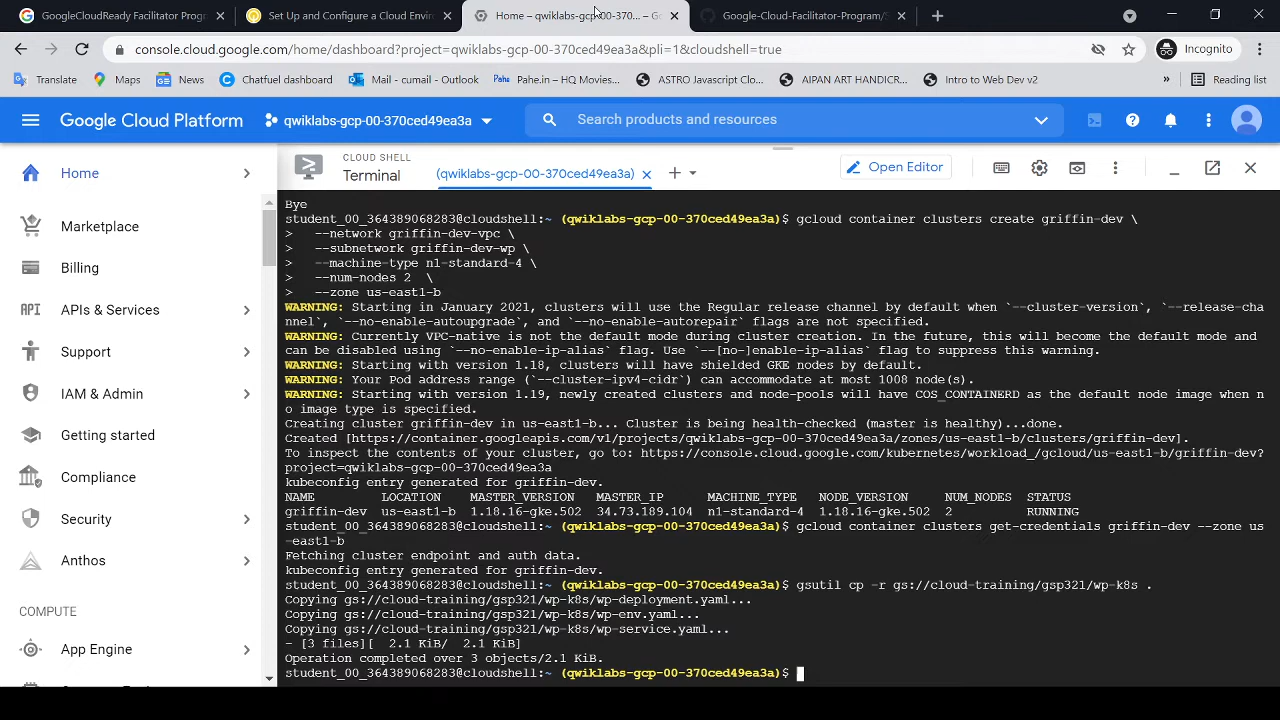 GoogleCloudReady Facilitator Progr
Set Up and Configure a Cloud Envir
Home – qwiklabs-gcp-00-370... – Go
Google-Cloud-Facilitator-Program/S
console.cloud.google.com/home/dashboard?project=qwiklabs-gcp-00-370ced49ea3a&pli=1&cloudshell=true
Incognito
Translate
Maps
News
Chatfuel dashboard
Mail - cumail - Outlook
Pahe.in – HQ Movies...
ASTRO Javascript Clo...
AIPAN ART HANDICR...
Intro to Web Dev v2
»
Reading list
Google Cloud Platform
qwiklabs-gcp-00-370ced49ea3a
Search products and resources
Home
Marketplace
Billing
API APIs & Services
Support
IAM & Admin
Getting started
Compliance
Security
Anthos
COMPUTE
App Engine
CLOUD SHELL
Terminal
(qwiklabs-gcp-00-370ced49ea3a)
Open Editor
Bye
student_00_364389068283@cloudshell:~ (qwiklabs-gcp-00-370ced49ea3a)$ gcloud container clusters create griffin-dev \
>   --network griffin-dev-vpc \
>   --subnetwork griffin-dev-wp \
>   --machine-type n1-standard-4 \
>   --num-nodes 2  \
>   --zone us-east1-b
WARNING: Starting in January 2021, clusters will use the Regular release channel by default when `--cluster-version`, `--release-cha
nnel`, `--no-enable-autoupgrade`, and `--no-enable-autorepair` flags are not specified.
WARNING: Currently VPC-native is not the default mode during cluster creation. In the future, this will become the default mode and
can be disabled using `--no-enable-ip-alias` flag. Use `--[no-]enable-ip-alias` flag to suppress this warning.
WARNING: Starting with version 1.18, clusters will have shielded GKE nodes by default.
WARNING: Your Pod address range (`--cluster-ipv4-cidr`) can accommodate at most 1008 node(s).
WARNING: Starting with version 1.19, newly created clusters and node-pools will have COS_CONTAINERD as the default node image when n
o image type is specified.
Creating cluster griffin-dev in us-east1-b... Cluster is being health-checked (master is healthy)...done.
Created [https://container.googleapis.com/v1/projects/qwiklabs-gcp-00-370ced49ea3a/zones/us-east1-b/clusters/griffin-dev].
To inspect the contents of your cluster, go to: https://console.cloud.google.com/kubernetes/workload_/gcloud/us-east1-b/griffin-dev?
project=qwiklabs-gcp-00-370ced49ea3a
kubeconfig entry generated for griffin-dev.
NAME LOCATION MASTER_VERSION MASTER_IP MACHINE_TYPE NODE_VERSION NUM_NODES STATUS
griffin-dev us-east1-b 1.18.16-gke.502 34.73.189.104 n1-standard-4 1.18.16-gke.502 2 RUNNING
student_00_364389068283@cloudshell:~ (qwiklabs-gcp-00-370ced49ea3a)$ gcloud container clusters get-credentials griffin-dev --zone us
-east1-b
Fetching cluster endpoint and auth data.
kubeconfig entry generated for griffin-dev.
student_00_364389068283@cloudshell:~ (qwiklabs-gcp-00-370ced49ea3a)$ gsutil cp -r gs://cloud-training/gsp321/wp-k8s .
Copying gs://cloud-training/gsp321/wp-k8s/wp-deployment.yaml...
Copying gs://cloud-training/gsp321/wp-k8s/wp-env.yaml...
Copying gs://cloud-training/gsp321/wp-k8s/wp-service.yaml...
- [3 files][  2.1 KiB/  2.1 KiB]
Operation completed over 3 objects/2.1 KiB.
student_00_364389068283@cloudshell:~ (qwiklabs-gcp-00-370ced49ea3a)$